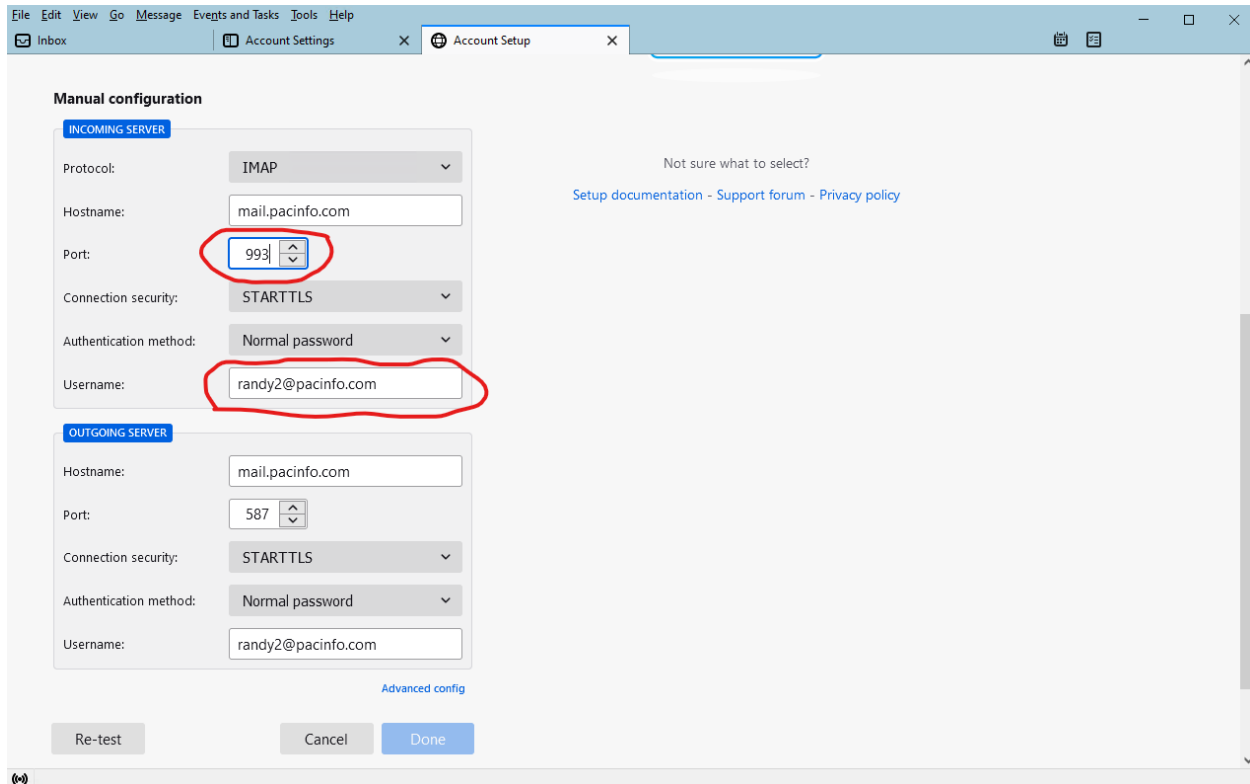 File Edit View Go Message Events and Tasks Tools Help
Inbox Account Settings Account Setup
Manual configuration
INCOMING SERVER
Protocol: IMAP
Not sure what to select?
Setup documentation - Support forum - Privacy policy
Hostname: mail.pacinfo.com
Port: 993
Connection security: STARTTLS
Authentication method: Normal password
Username: randy2@pacinfo.com
OUTGOING SERVER
Hostname: mail.pacinfo.com
Port: 587
Connection security: STARTTLS
Authentication method: Normal password
Username: randy2@pacinfo.com
Advanced config
Re-test Cancel Done